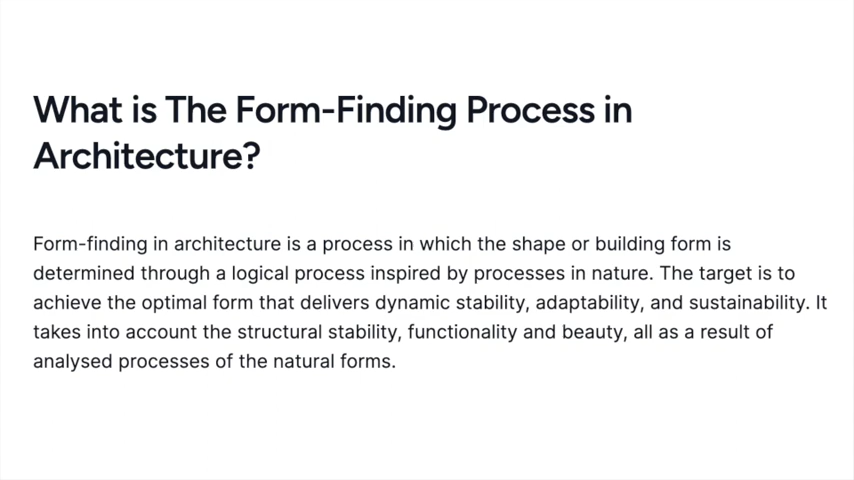 What is The Form-Finding Process in
Architecture?
Form-finding in architecture is a process in which the shape or building form is
determined through a logical process inspired by processes in nature. The target is to
achieve the optimal form that delivers dynamic stability, adaptability, and sustainability. It
takes into account the structural stability, functionality and beauty, all as a result of
analysed processes of the natural forms.